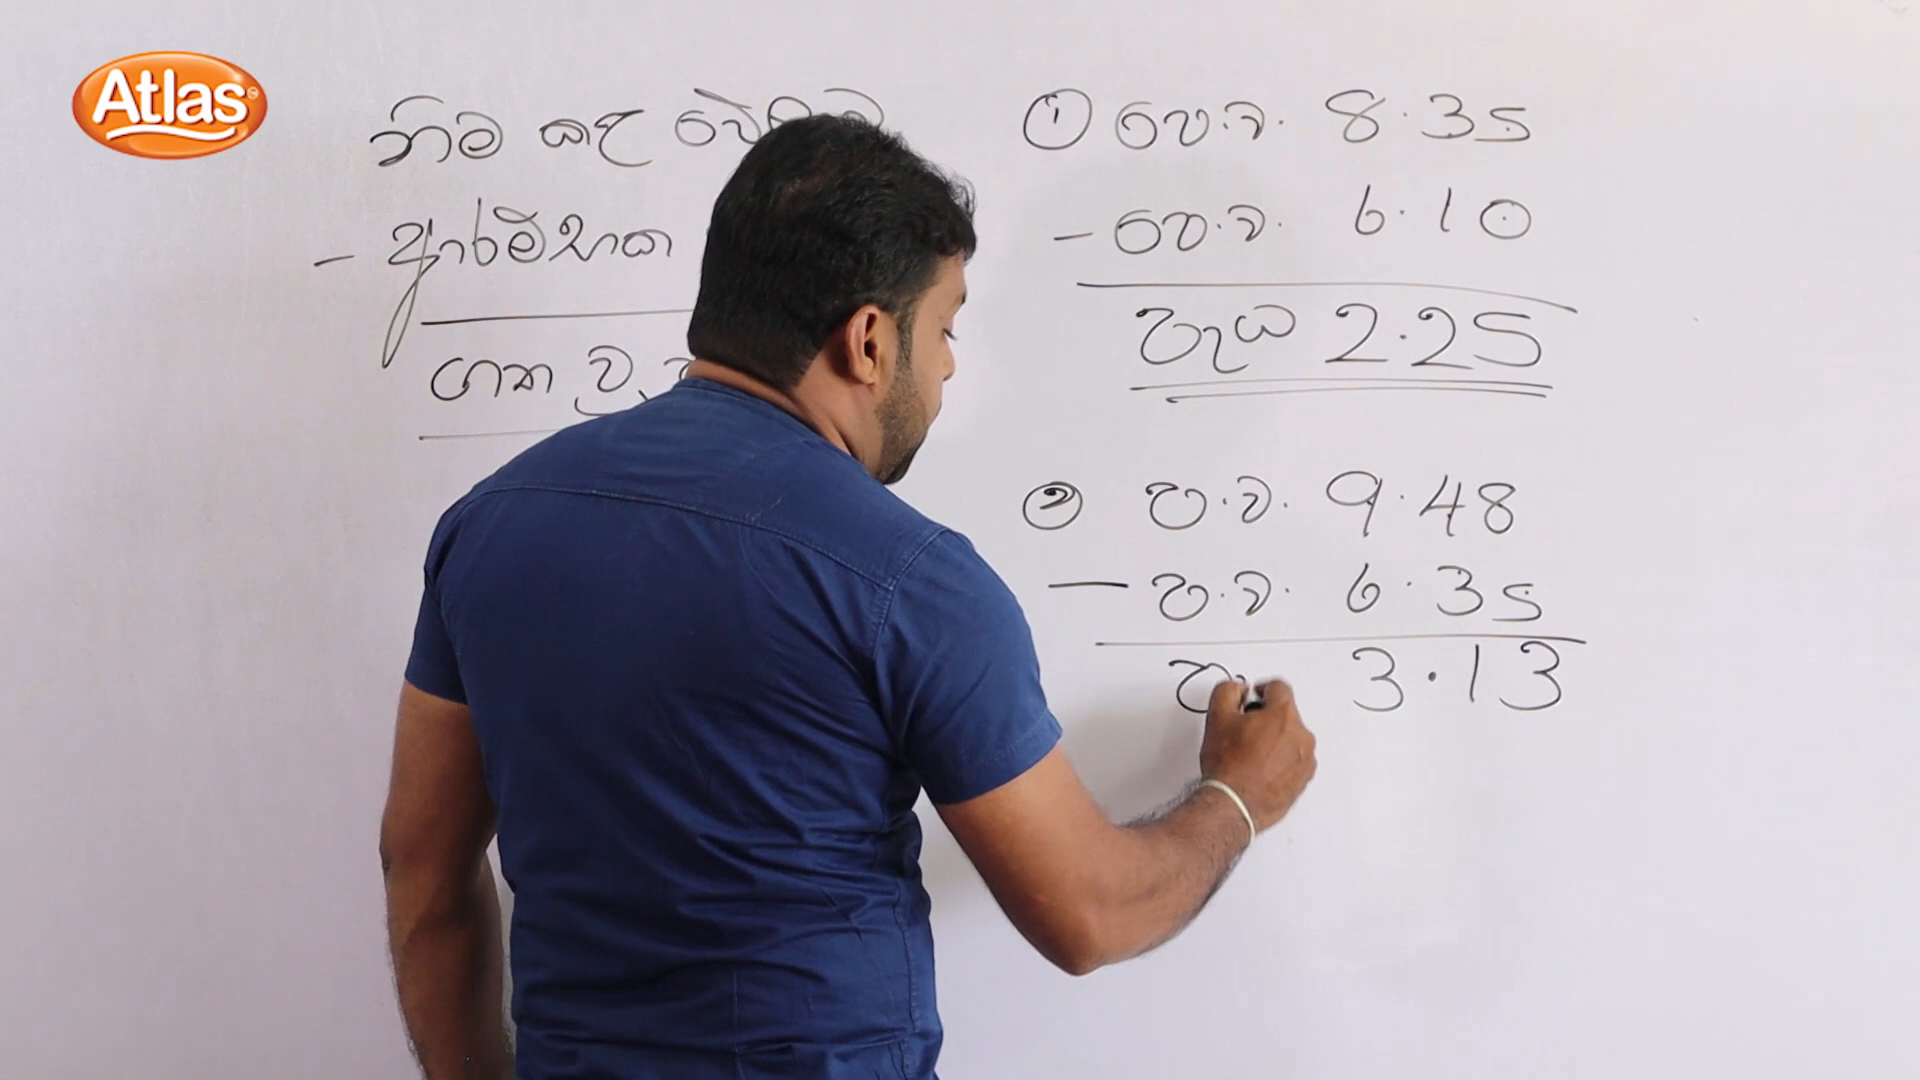 Atlas
නිම කළ
- ආරම්භක
ගත වූ
① පෙ.ව. 8.35
- පෙ.ව. 6.10
පැය 2.25
② ප.ව. 9.48
- ප.ව. 6.35
3.13